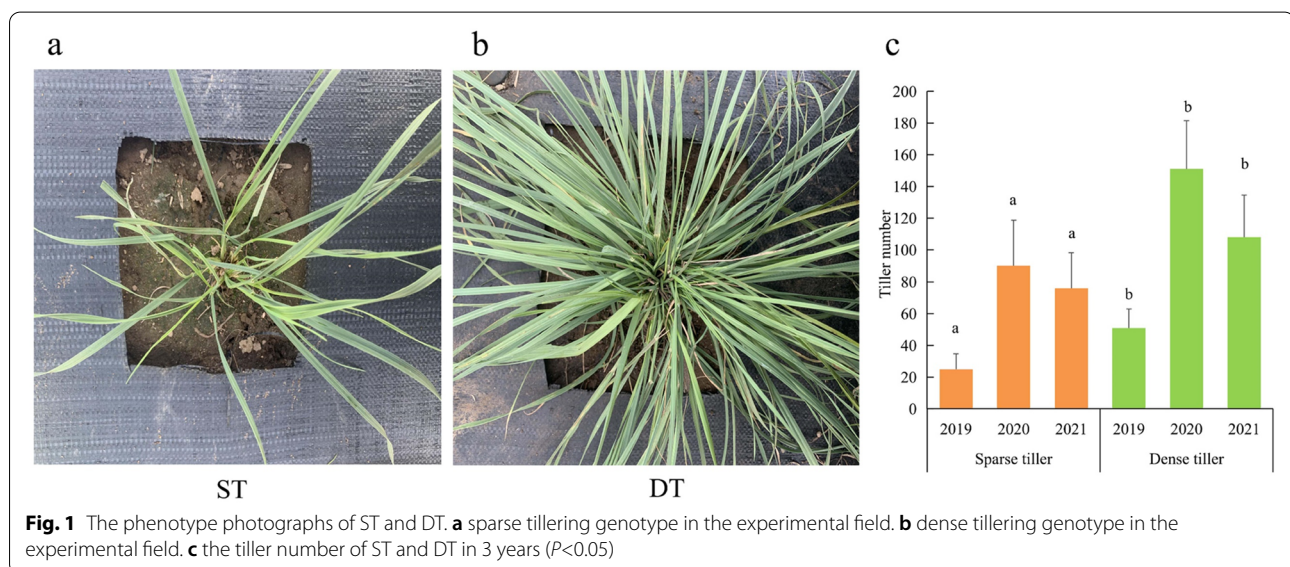 a
b
c
ST
DT
200
180
160
140
120
100
80
60
40
20
0
Tiller number
a
a
a
b
b
b
2019
2020
2021
2019
2020
2021
Sparse tiller
Dense tiller
Fig. 1 The phenotype photographs of ST and DT. a sparse tillering genotype in the experimental field. b dense tillering genotype in the
experimental field. c the tiller number of ST and DT in 3 years (P<0.05)